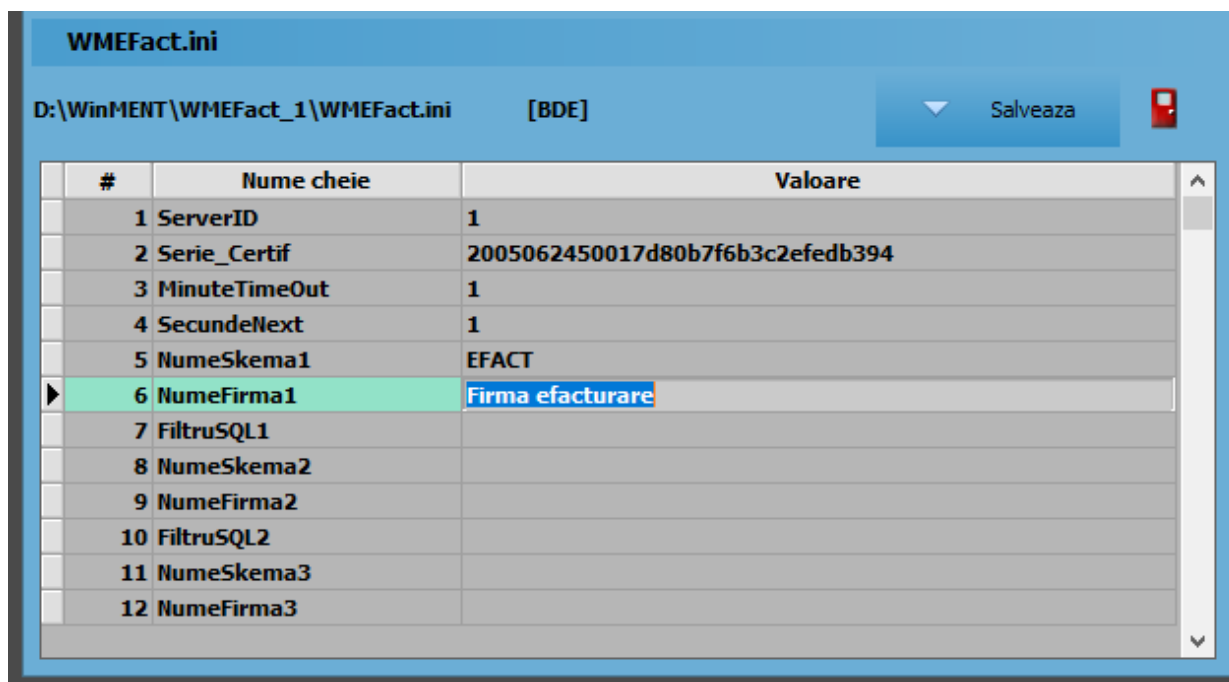 WMEFact.ini
D:\WinMENT\WMEFact_1\WMEFact.ini [BDE] Salveaza
# Nume cheie Valoare
1 ServerID 1
2 Serie_Certif 2005062450017d80b7f6b3c2efedb394
3 MinuteTimeOut 1
4 SecundeNext 1
5 NumeSkema1 EFACT
6 NumeFirma1 Firma efacturare
7 FiltruSQL1
8 NumeSkema2
9 NumeFirma2
10 FiltruSQL2
11 NumeSkema3
12 NumeFirma3